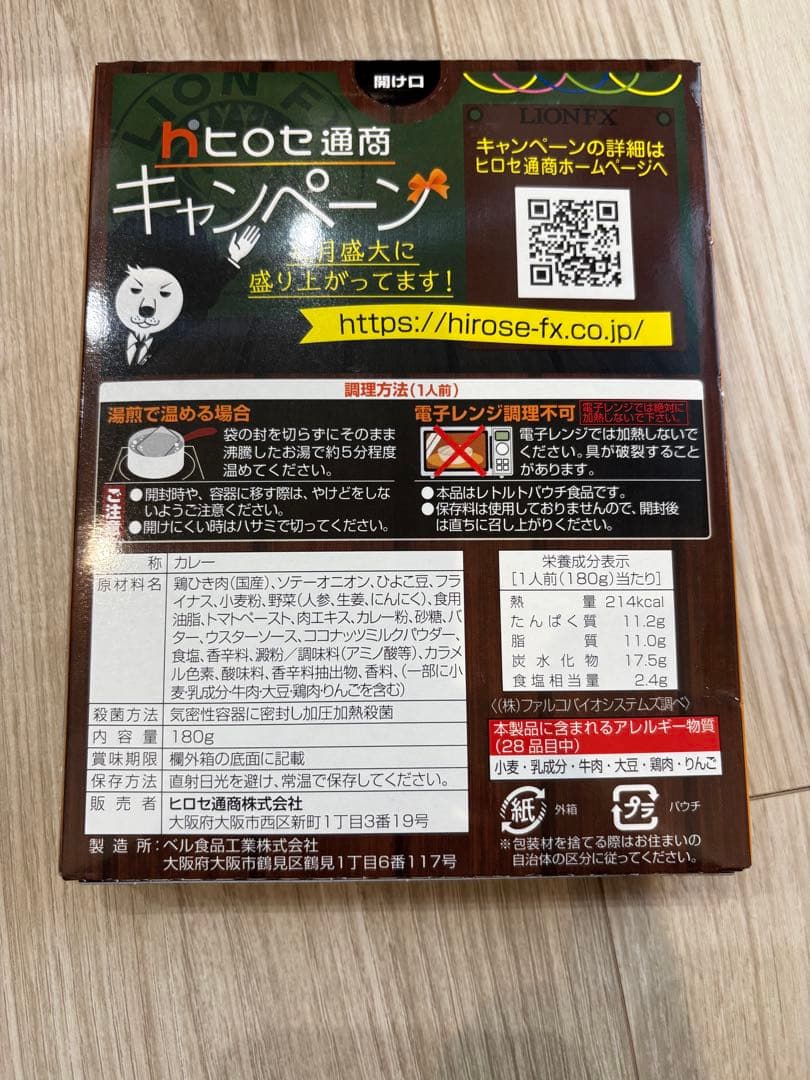 開け口
LION FX
hヒロセ通商
キャンペーン
月盛大に
盛り上がってます!
LIONFX
キャンペーンの詳細は
ヒロセ通商ホームページへ
https://hirose-fx.co.jp/
調理方法(1人前)
湯煎で温める場合
袋の封を切らずにそのまま
沸騰したお湯で約5分程度
温めてください。
電子レンジ調理不可
電子レンジでは絶対に
加熱しないで下さい。
電子レンジでは加熱しないで
ください。具が破裂すること
があります。
ご注意
●開封時や、容器に移す際は、やけどをしな
いようご注意ください。
●開けにくい時はハサミで切ってください。
●本品はレトルトパウチ食品です。
●保存料は使用しておりませんので、開封後
は直ちに召し上がりください。
称 カレー
原材料名 鶏ひき肉(国産)、ソテーオニオン、ひよこ豆、フラ
イナス、小麦粉、野菜(人参、生姜、にんにく)、食用
油脂、トマトペースト、肉エキス、カレー粉、砂糖、バ
ター、ウスターソース、ココナッツミルクパウダー、
食塩、香辛料、澱粉/調味料(アミノ酸等)、カラメ
ル色素、酸味料、香辛料抽出物、香料、(一部に小
麦・乳成分・牛肉・大豆・鶏肉・りんごを含む)
殺菌方法 気密性容器に密封し加圧加熱殺菌
内容量 180g
賞味期限 欄外箱の底面に記載
保存方法 直射日光を避け、常温で保存してください。
販売者 ヒロセ通商株式会社
大阪府大阪市西区新町1丁目3番19号
製造所:ベル食品工業株式会社
大阪府大阪市鶴見区鶴見1丁目6番117号
栄養成分表示
[1人前(180g)当たり]
熱量 214kcal
たんぱく質 11.2g
脂質 11.0g
炭水化物 17.5g
食塩相当量 2.4g
〈(株)ファルコバイオシステムズ調べ〉
本製品に含まれるアレルギー物質
(28品目中)
小麦・乳成分・牛肉・大豆・鶏肉・りんご
紙 外箱
プラ パウチ
※包装材を捨てる際はお住まいの
自治体の区分に従ってください。